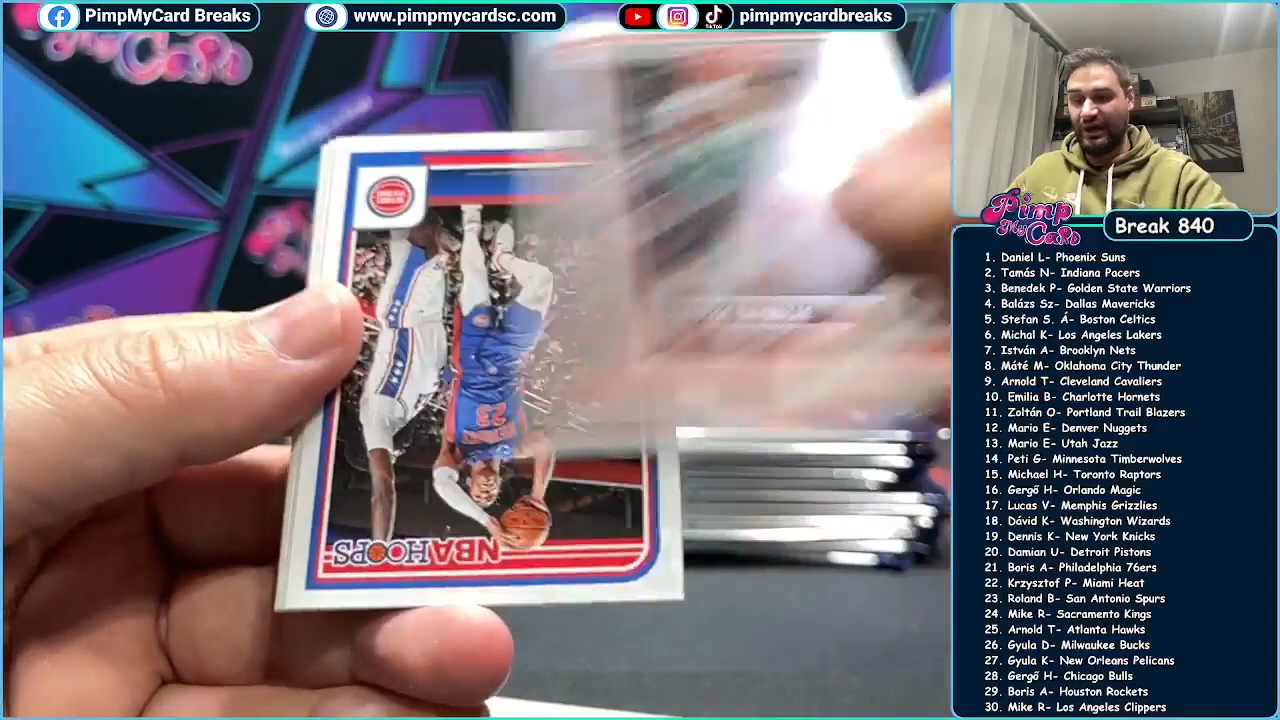 PimpMyCard Breaks
www.pimpmycardsc.com
pimpmycardbreaks
TikTok
Pimp
My
Card
Break 840
1. Daniel L- Phoenix Suns
2. Tamás N- Indiana Pacers
3. Benedek P- Golden State Warriors
4. Balázs Sz- Dallas Mavericks
5. Stefan S. Á- Boston Celtics
6. Michal K- Los Angeles Lakers
7. István A- Brooklyn Nets
8. Máté M- Oklahoma City Thunder
9. Arnold T- Cleveland Cavaliers
10. Emilia B- Charlotte Hornets
11. Zoltán O- Portland Trail Blazers
12. Mario E- Denver Nuggets
13. Mario E- Utah Jazz
14. Peti G- Minnesota Timberwolves
15. Michael H- Toronto Raptors
16. Gergő H- Orlando Magic
17. Lucas V- Memphis Grizzlies
18. Dávid K- Washington Wizards
19. Dennis K- New York Knicks
20. Damian U- Detroit Pistons
21. Boris A- Philadelphia 76ers
22. Krzysztof P- Miami Heat
23. Roland B- San Antonio Spurs
24. Mike R- Sacramento Kings
25. Arnold T- Atlanta Hawks
26. Gyula D- Milwaukee Bucks
27. Gyula K- New Orleans Pelicans
28. Gergő H- Chicago Bulls
29. Boris A- Houston Rockets
30. Mike R- Los Angeles Clippers
23
NBA HOOPS